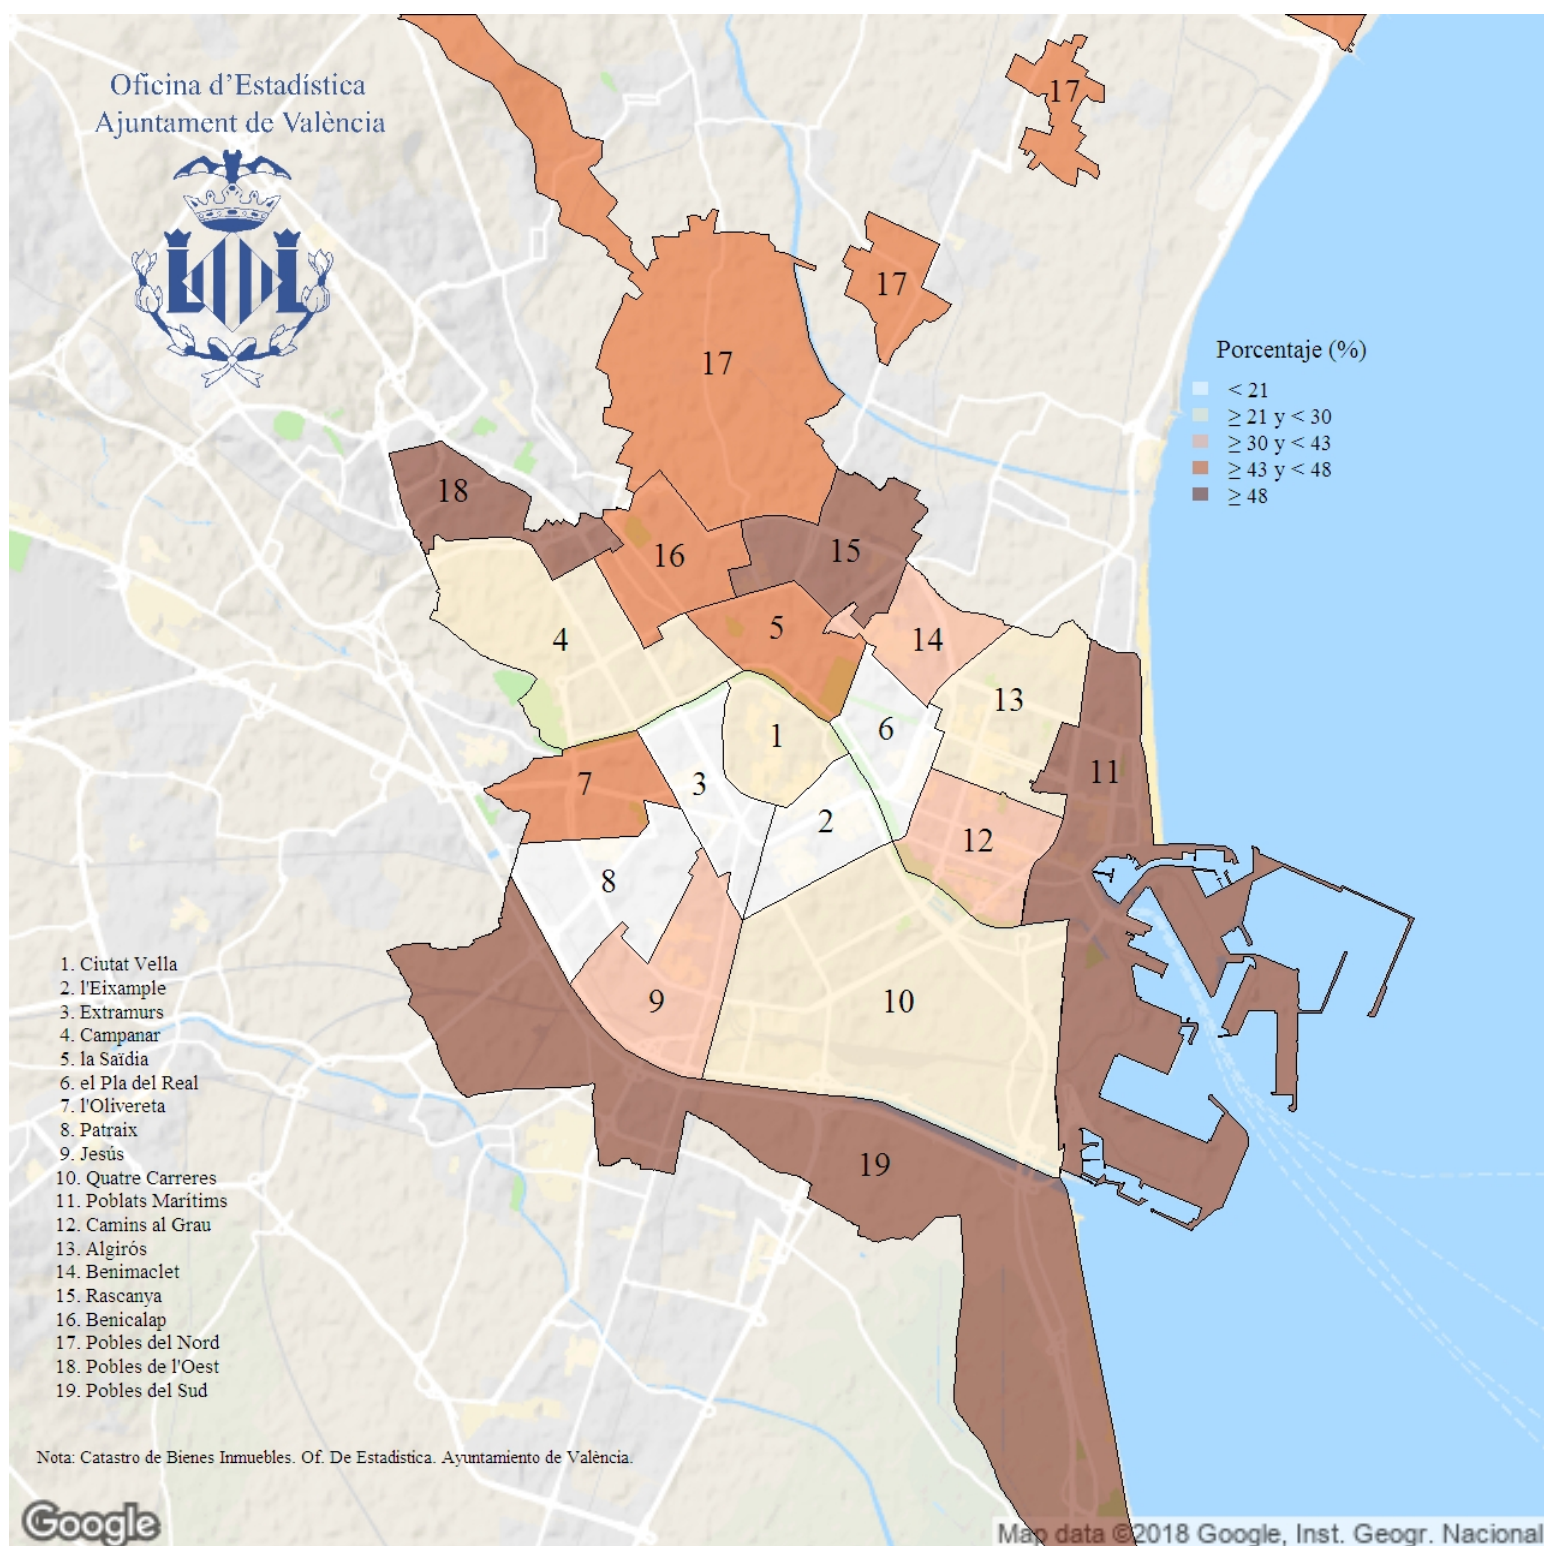 Oficina d'Estadística
Ajuntament de València
17
17
17
Porcentaje (%)
< 21
≥ 21 y < 30
≥ 30 y < 43
≥ 43 y < 48
≥ 48
18
16
15
5
4
14
13
1
6
11
7
3
2
12
8
9
10
19
1. Ciutat Vella
2. l'Eixample
3. Extramurs
4. Campanar
5. la Saïdia
6. el Pla del Real
7. l'Olivereta
8. Patraix
9. Jesús
10. Quatre Carreres
11. Poblats Marítims
12. Camins al Grau
13. Algirós
14. Benimaclet
15. Rascanya
16. Benicalap
17. Pobles del Nord
18. Pobles de l'Oest
19. Pobles del Sud
Nota: Catastro de Bienes Inmuebles. Of. De Estadística. Ayuntamiento de València.
Google
Map data ©2018 Google, Inst. Geogr. Nacional